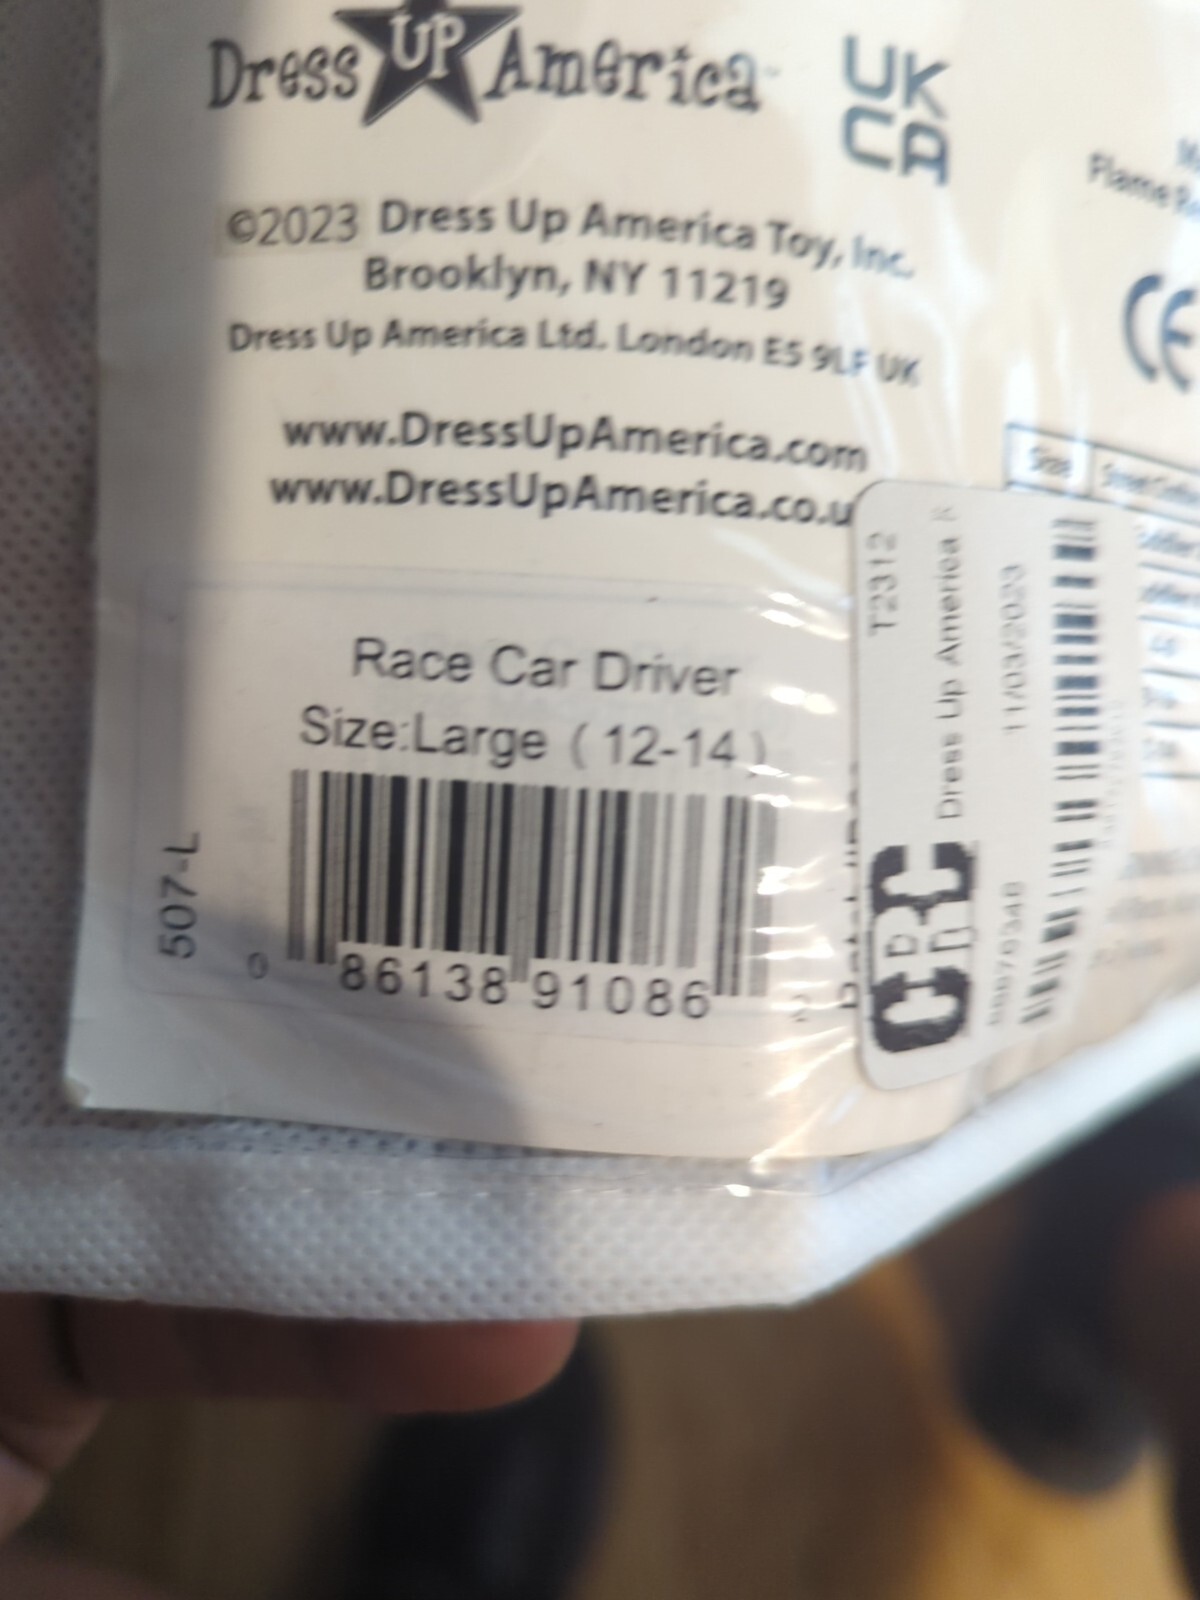 Dress UP America
UK
CA
©2023 Dress Up America Toy, Inc.
Brooklyn, NY 11219
Dress Up America Ltd. London E5 9LF UK
www.DressUpAmerica.com
www.DressUpAmerica.co.u
Flame
CE
Size
Race Car Driver
Size:Large ( 12-14 )
507-L
0 86138 91086
T2312
Dress Up America
11/03/2023